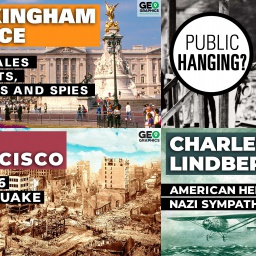 KINGHAM
CE
ALES
TS,
S AND SPIES
GEO
GRAPHICS
PUBLIC
HANGING?
CISCO
6
UAKE
GEO
GRAPHICS
CHARLE
LINDBER
AMERICAN HE
NAZI SYMPATH